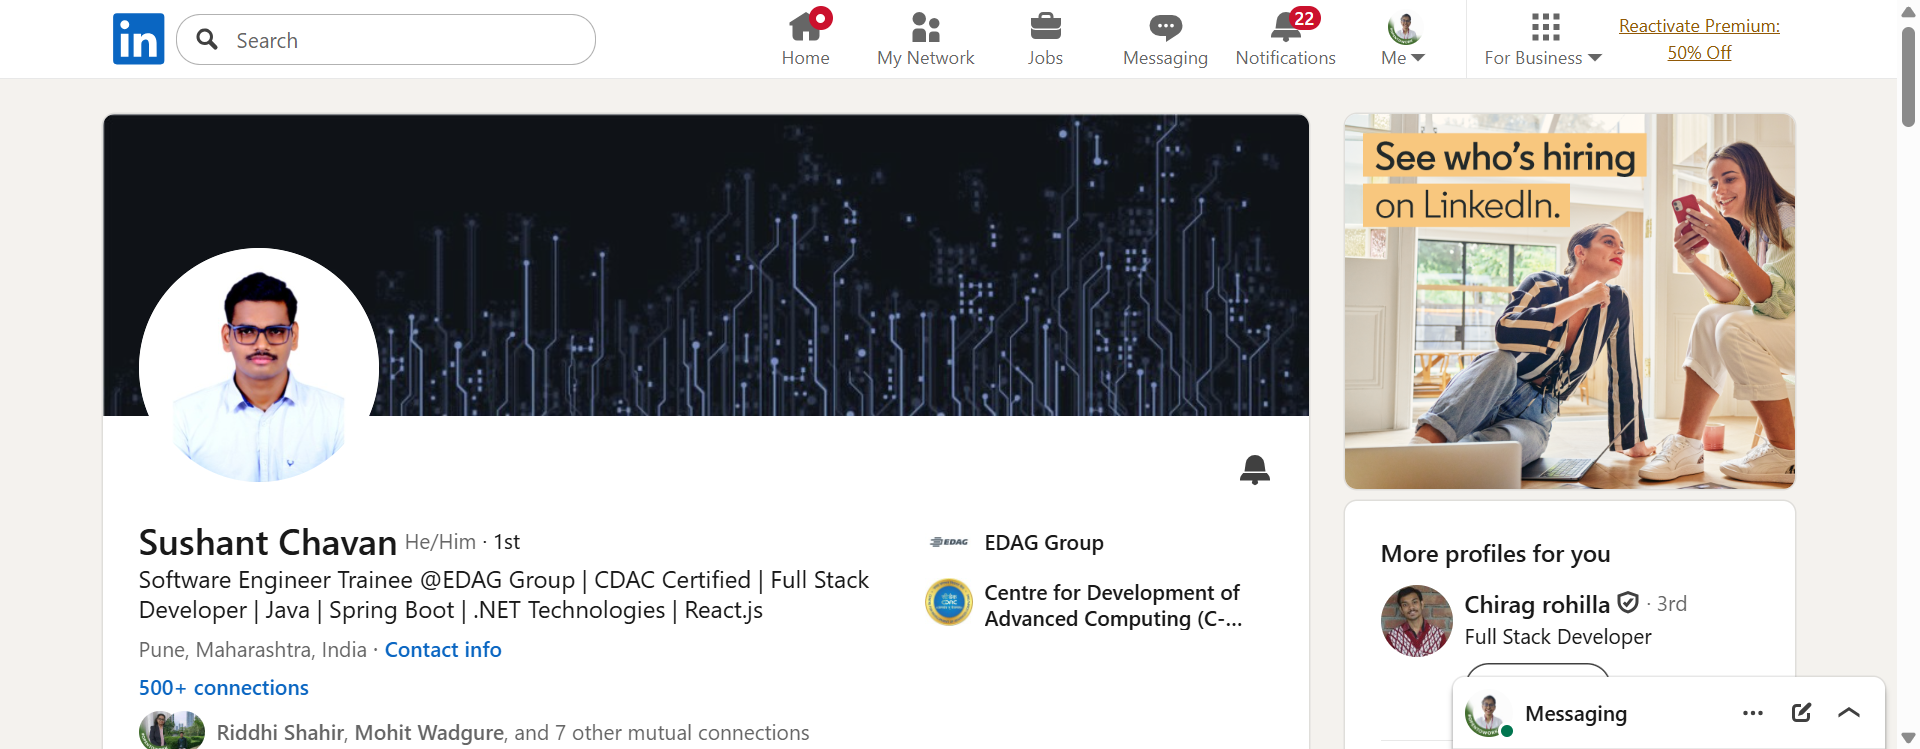 in
Search
Home
My Network
Jobs
Messaging
22
Notifications
Me
For Business
Reactivate Premium:
50% Off
See who's hiring
on LinkedIn.
Sushant Chavan He/Him · 1st
Software Engineer Trainee @EDAG Group | CDAC Certified | Full Stack
Developer | Java | Spring Boot | .NET Technologies | React.js
Pune, Maharashtra, India · Contact info
500+ connections
Riddhi Shahir, Mohit Wadgure, and 7 other mutual connections
EDAG
EDAG Group
CDAC
Centre for Development of
Advanced Computing (C-...
More profiles for you
Chirag rohilla · 3rd
Full Stack Developer
Messaging